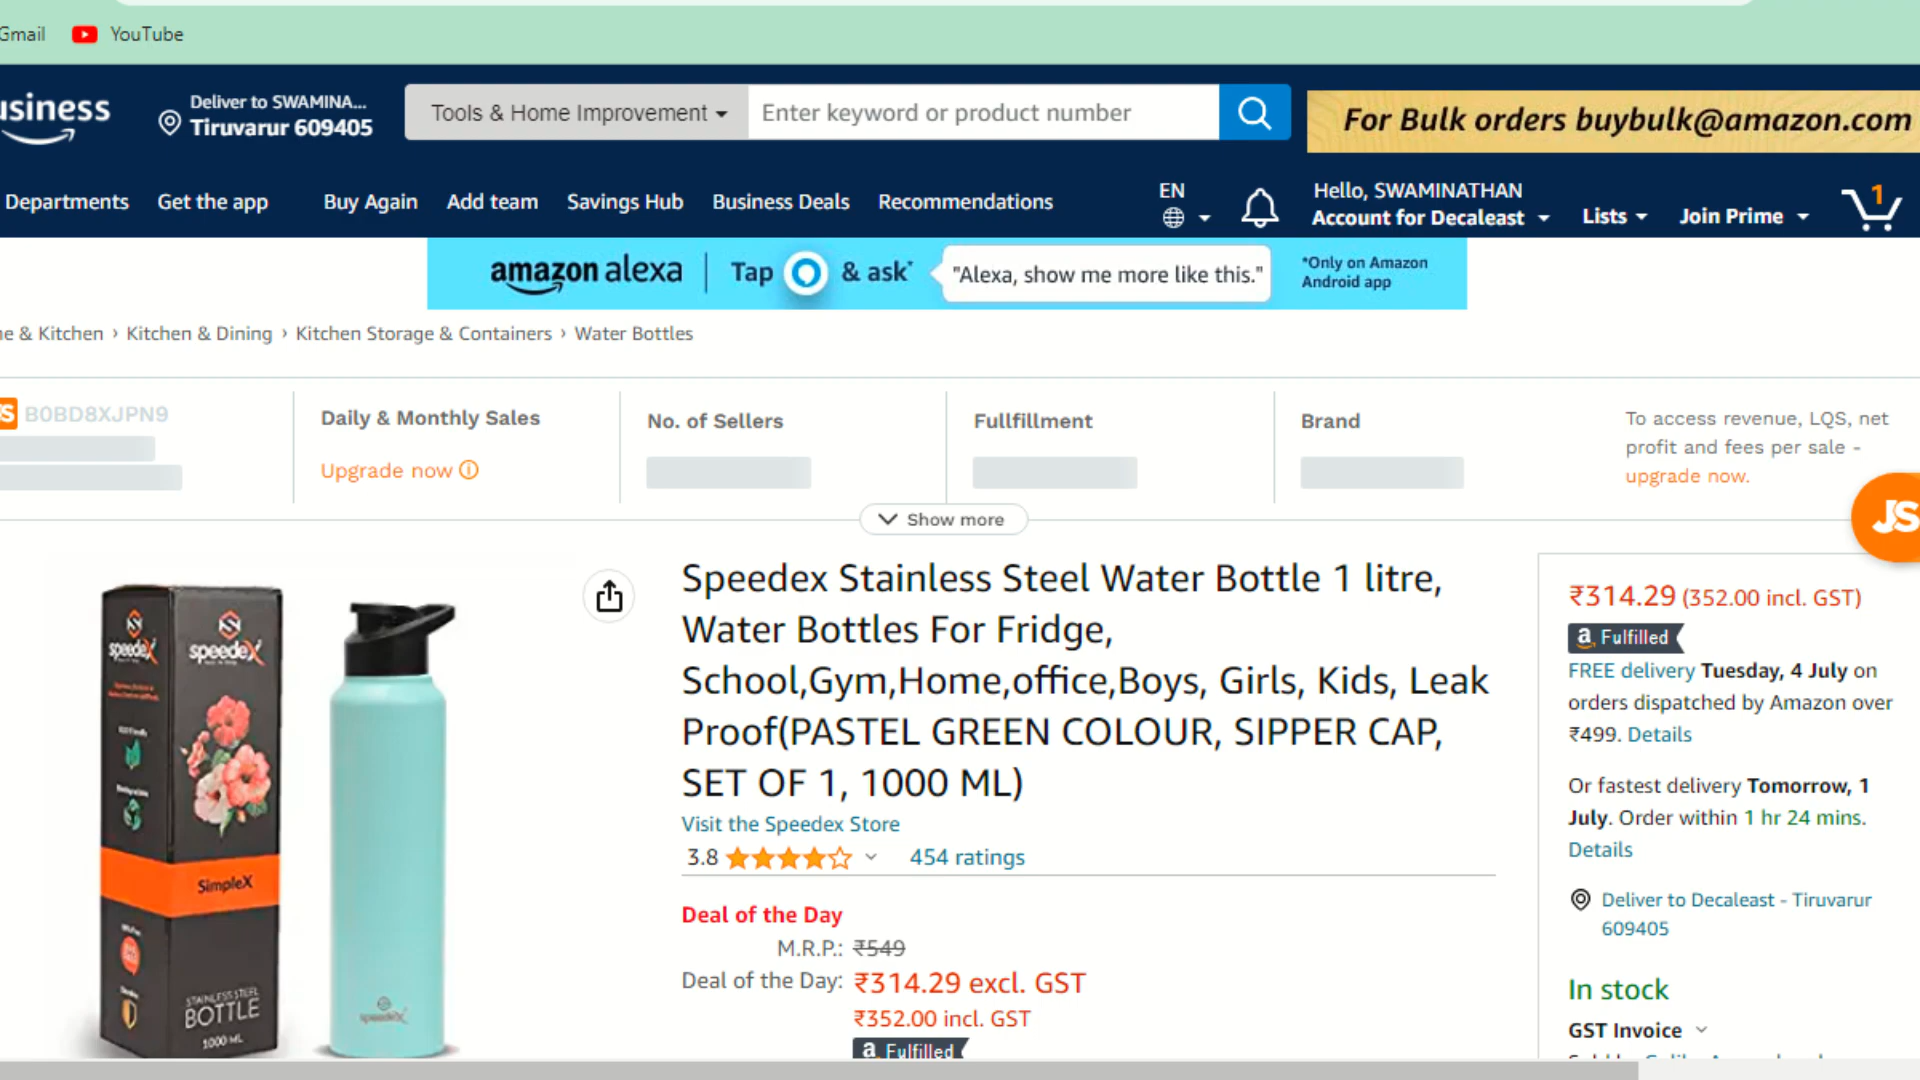 Gmail YouTube
usiness
Deliver to SWAMINA...
Tiruvarur 609405
Tools & Home Improvement
Enter keyword or product number
For Bulk orders buybulk@amazon.com
Departments Get the app Buy Again Add team Savings Hub Business Deals Recommendations
EN
Hello, SWAMINATHAN
Account for Decaleast
Lists
Join Prime
1
amazon alexa Tap & ask* "Alexa, show me more like this."
*Only on Amazon
Android app
e & Kitchen › Kitchen & Dining › Kitchen Storage & Containers › Water Bottles
JS B0BD8XJPN9
Daily & Monthly Sales
Upgrade now
No. of Sellers
Fullfillment
Brand
To access revenue, LQS, net
profit and fees per sale -
upgrade now.
JS
Show more
Speedex Stainless Steel Water Bottle 1 litre,
Water Bottles For Fridge,
School,Gym,Home,office,Boys, Girls, Kids, Leak
Proof(PASTEL GREEN COLOUR, SIPPER CAP,
SET OF 1, 1000 ML)
Visit the Speedex Store
3.8 454 ratings
Deal of the Day
M.R.P.: ₹549
Deal of the Day: ₹314.29 excl. GST
₹352.00 incl. GST
a Fulfilled
₹314.29 (352.00 incl. GST)
a Fulfilled
FREE delivery Tuesday, 4 July on
orders dispatched by Amazon over
₹499. Details
Or fastest delivery Tomorrow, 1
July. Order within 1 hr 24 mins.
Details
Deliver to Decaleast - Tiruvarur
609405
In stock
GST Invoice
speedeX
speedeX
SimpleX
STAINLESS STEEL
BOTTLE
1000 ML
speedeX